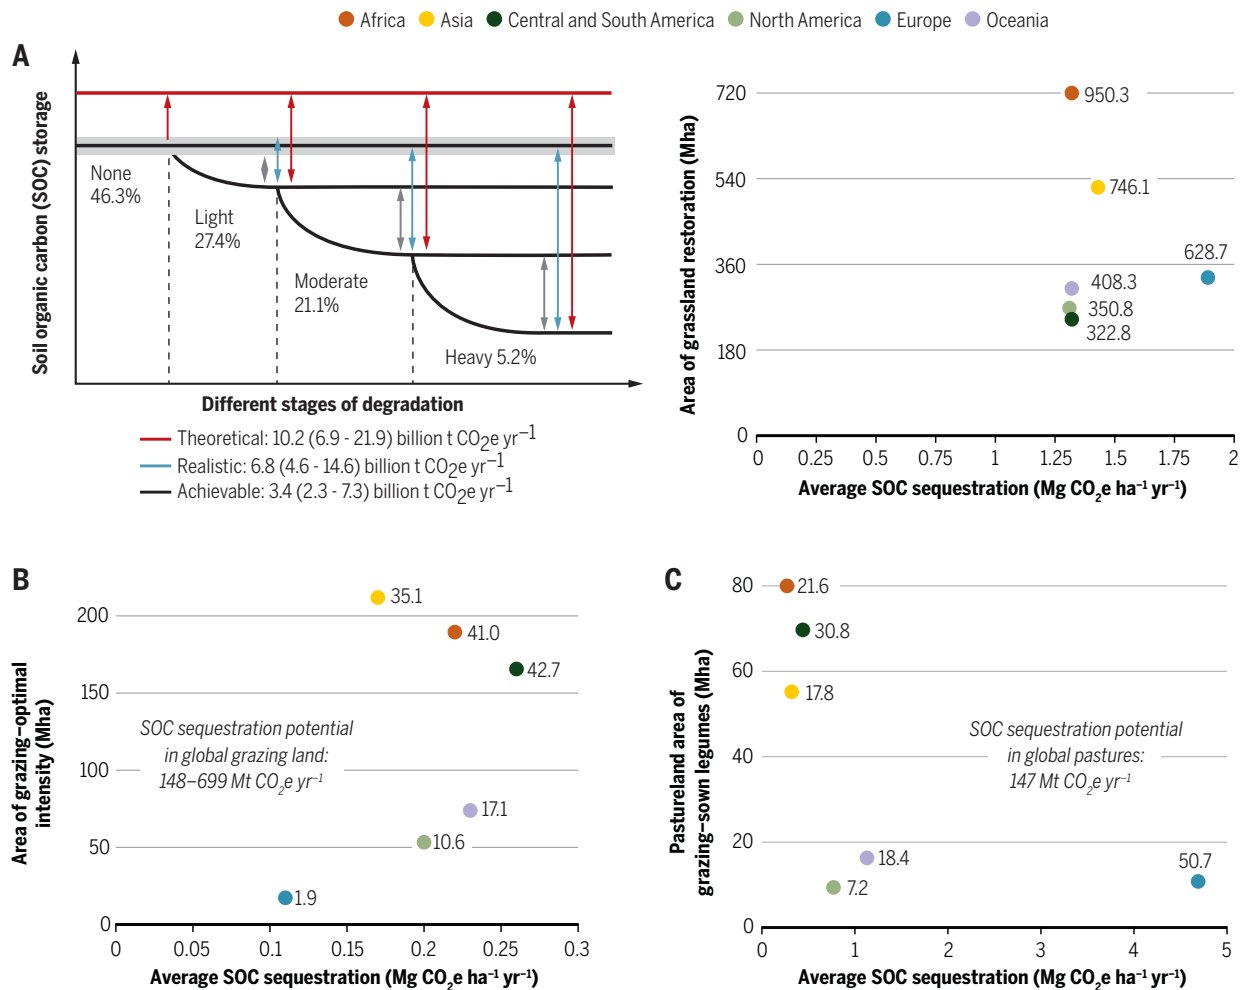 Africa Asia Central and South America North America Europe Oceania
A
Soil organic carbon (SOC) storage
None
46.3%
Light
27.4%
Moderate
21.1%
Heavy 5.2%
Different stages of degradation
Theoretical: 10.2 (6.9 - 21.9) billion t CO2e yr−1
Realistic: 6.8 (4.6 - 14.6) billion t CO2e yr−1
Achievable: 3.4 (2.3 - 7.3) billion t CO2e yr−1
Area of grassland restoration (Mha)
720
540
360
180
0
950.3
746.1
628.7
408.3
350.8
322.8
0 0.25 0.5 0.75 1 1.25 1.5 1.75 2
Average SOC sequestration (Mg CO2e ha−1 yr−1)
B
Area of grazing–optimal
intensity (Mha)
200
150
100
50
0
35.1
41.0
42.7
SOC sequestration potential
in global grazing land:
148–699 Mt CO2e yr−1
17.1
10.6
1.9
0 0.05 0.1 0.15 0.2 0.25 0.3
Average SOC sequestration (Mg CO2e ha−1 yr−1)
C
Pastureland area of
grazing–sown legumes (Mha)
80
60
40
20
0
21.6
30.8
17.8
SOC sequestration potential
in global pastures:
147 Mt CO2e yr−1
18.4
50.7
7.2
0 1 2 3 4 5
Average SOC sequestration (Mg CO2e ha−1 yr−1)